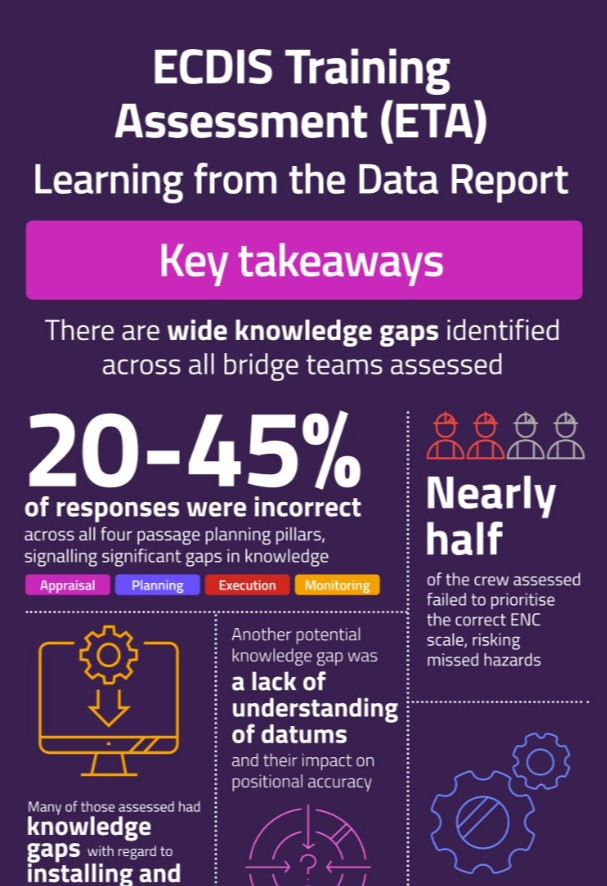 ECDIS Training
Assessment (ETA)
Learning from the Data Report
Key takeaways
There are wide knowledge gaps identified
across all bridge teams assessed
20-45%
of responses were incorrect
across all four passage planning pillars,
signalling significant gaps in knowledge
Appraisal
Planning
Execution
Monitoring
Nearly
half
of the crew assessed
failed to prioritise
the correct ENC
scale, risking
missed hazards
Another potential
knowledge gap was
a lack of
understanding
of datums
and their impact on
positional accuracy
?
Many of those assessed had
knowledge
gaps with regard to
installing and